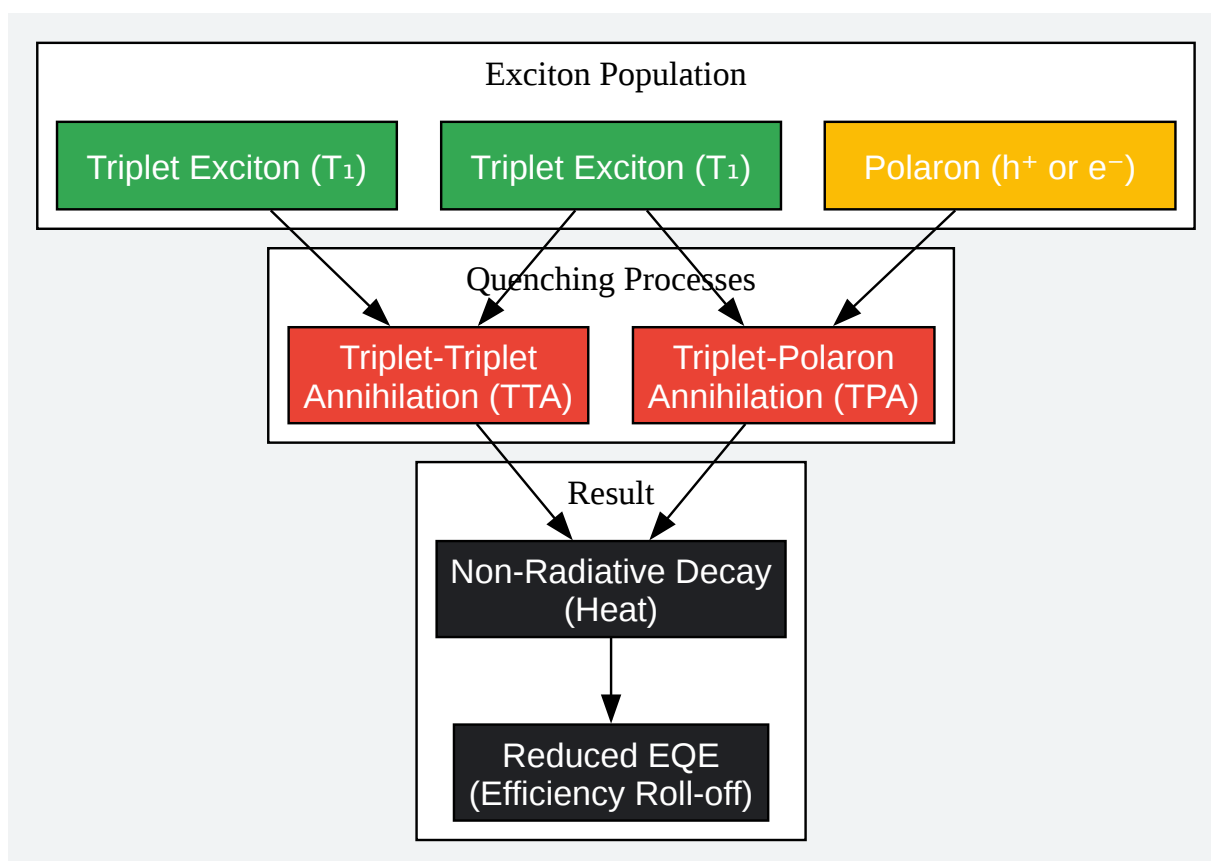 Exciton Population
Triplet Exciton (T₁)
Triplet Exciton (T₁)
Polaron (h⁺ or e⁻)
Quenching Processes
Triplet-Triplet
Annihilation (TTA)
Triplet-Polaron
Annihilation (TPA)
Result
Non-Radiative Decay
(Heat)
Reduced EQE
(Efficiency Roll-off)